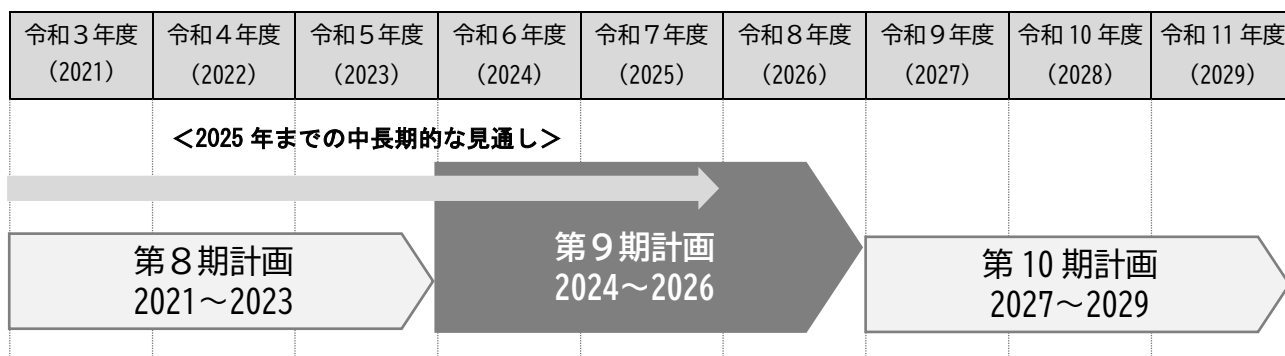 令和３年度 令和４年度 令和５年度 令和６年度 令和７年度 令和８年度 令和９年度 令和 10 年度 令和 11 年度
（2021） （2022） （2023） （2024） （2025） （2026） （2027） （2028） （2029）
＜2025 年までの中長期的な見通し＞
第８期計画
2021～2023
第９期計画
2024～2026
第 10 期計画
2027～2029